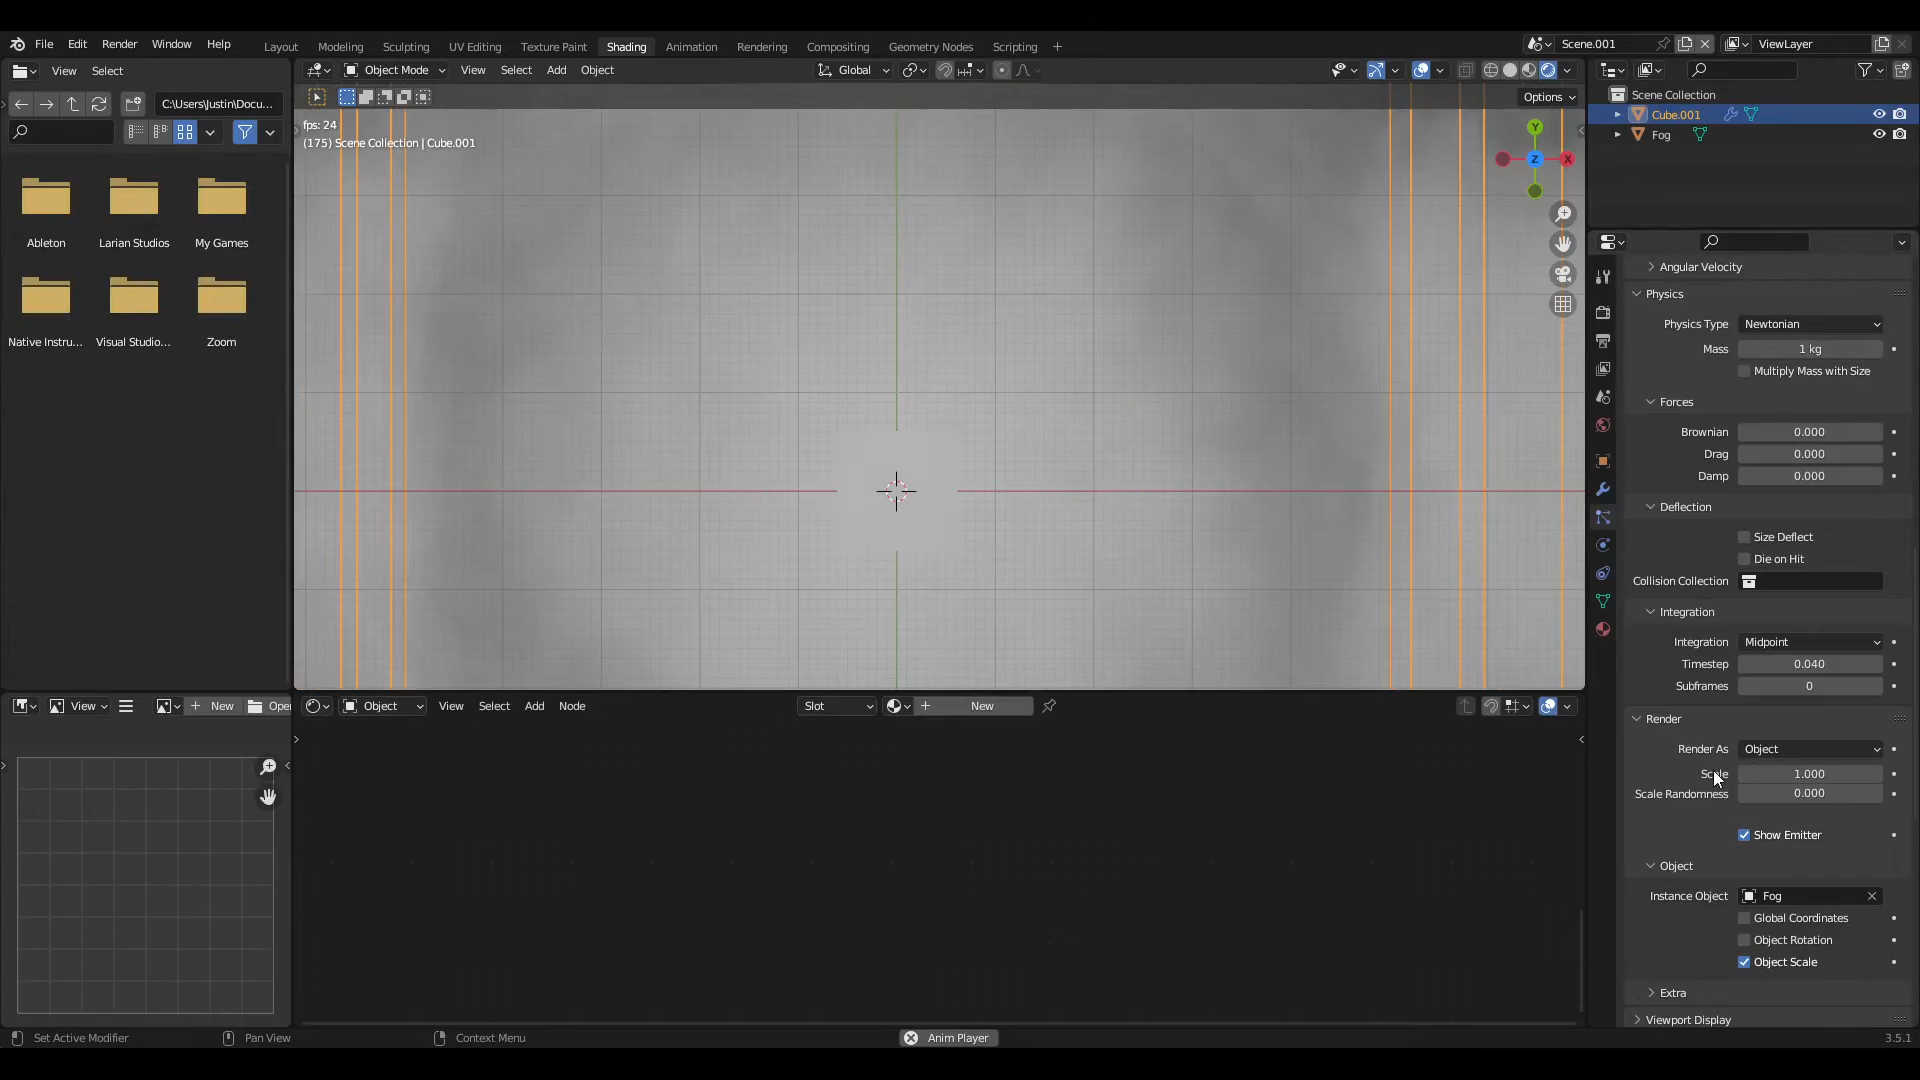 File Edit Render Window Help
Layout Modeling Sculpting UV Editing Texture Paint Shading Animation Rendering Compositing Geometry Nodes Scripting +
Scene.001
ViewLayer
View Select
C:\Users\Justin\Docu...
Ableton Larian Studios My Games
Native Instru... Visual Studio... Zoom
Object Mode View Select Add Object
Global
Options
fps: 24
(175) Scene Collection | Cube.001
Y
Z X
Scene Collection
Cube.001
Fog
Angular Velocity
Physics
Physics Type Newtonian
Mass 1 kg
Multiply Mass with Size
Forces
Brownian 0.000
Drag 0.000
Damp 0.000
Deflection
Size Deflect
Die on Hit
Collision Collection
Integration
Integration Midpoint
Timestep 0.040
Subframes 0
Render
Render As Object
Scale 1.000
Scale Randomness 0.000
Show Emitter
Object
Instance Object Fog
Global Coordinates
Object Rotation
Object Scale
Extra
Viewport Display
View + New Oper
Object View Select Add Node
Slot
+ New
Set Active Modifier Pan View Context Menu
Anim Player
3.5.1